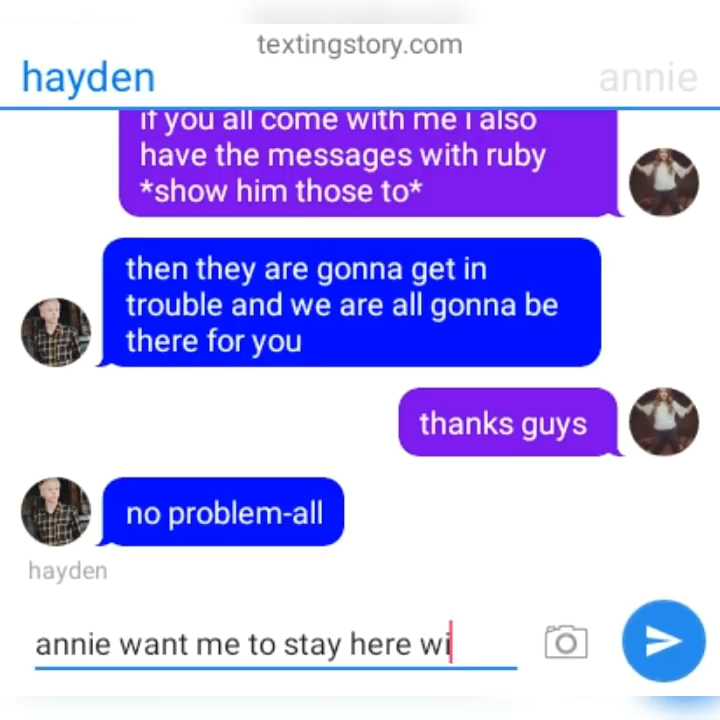 textingstory.com
hayden
annie
if you all come with me i also
have the messages with ruby
*show him those to*
then they are gonna get in
trouble and we are all gonna be
there for you
thanks guys
no problem-all
hayden
annie want me to stay here wi